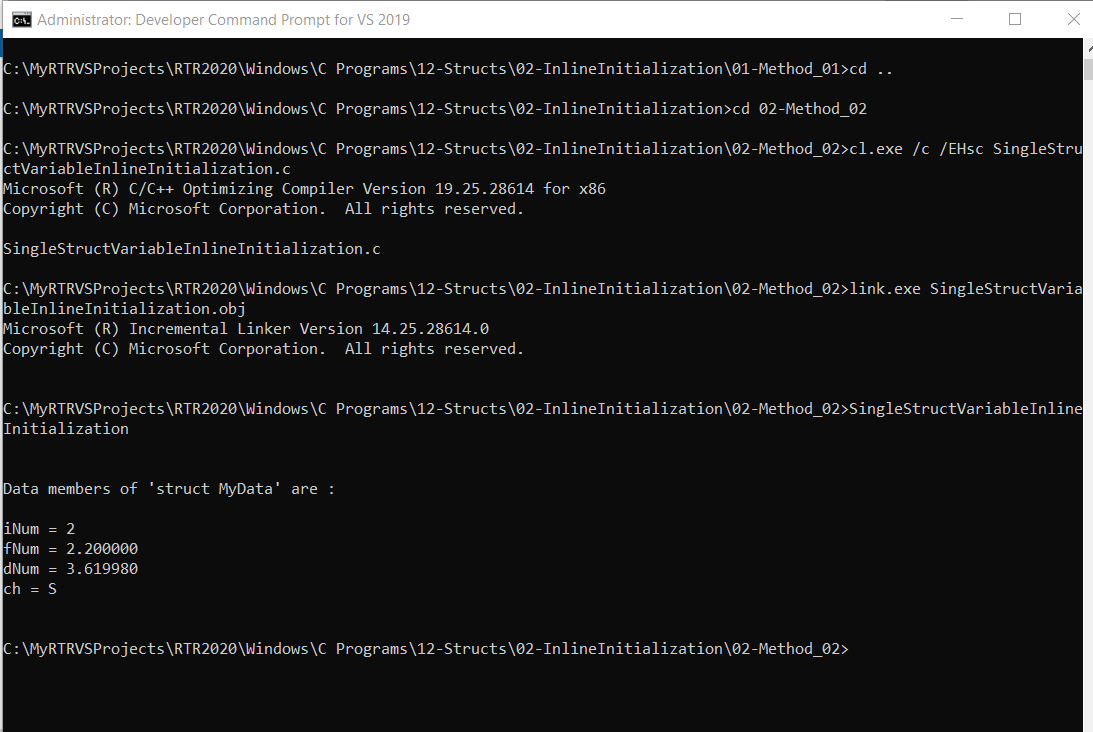 Administrator: Developer Command Prompt for VS 2019
C:\MyRTRVSProjects\RTR2020\Windows\C Programs\12-Structs\02-InlineInitialization\01-Method_01>cd ..
C:\MyRTRVSProjects\RTR2020\Windows\C Programs\12-Structs\02-InlineInitialization>cd 02-Method_02
C:\MyRTRVSProjects\RTR2020\Windows\C Programs\12-Structs\02-InlineInitialization\02-Method_02>cl.exe /c /EHsc SingleStru
ctVariableInlineInitialization.c
Microsoft (R) C/C++ Optimizing Compiler Version 19.25.28614 for x86
Copyright (C) Microsoft Corporation.  All rights reserved.
SingleStructVariableInlineInitialization.c
C:\MyRTRVSProjects\RTR2020\Windows\C Programs\12-Structs\02-InlineInitialization\02-Method_02>link.exe SingleStructVaria
bleInlineInitialization.obj
Microsoft (R) Incremental Linker Version 14.25.28614.0
Copyright (C) Microsoft Corporation.  All rights reserved.
C:\MyRTRVSProjects\RTR2020\Windows\C Programs\12-Structs\02-InlineInitialization\02-Method_02>SingleStructVariableInline
Initialization
Data members of 'struct MyData' are :
iNum = 2
fNum = 2.200000
dNum = 3.619980
ch = S
C:\MyRTRVSProjects\RTR2020\Windows\C Programs\12-Structs\02-InlineInitialization\02-Method_02>